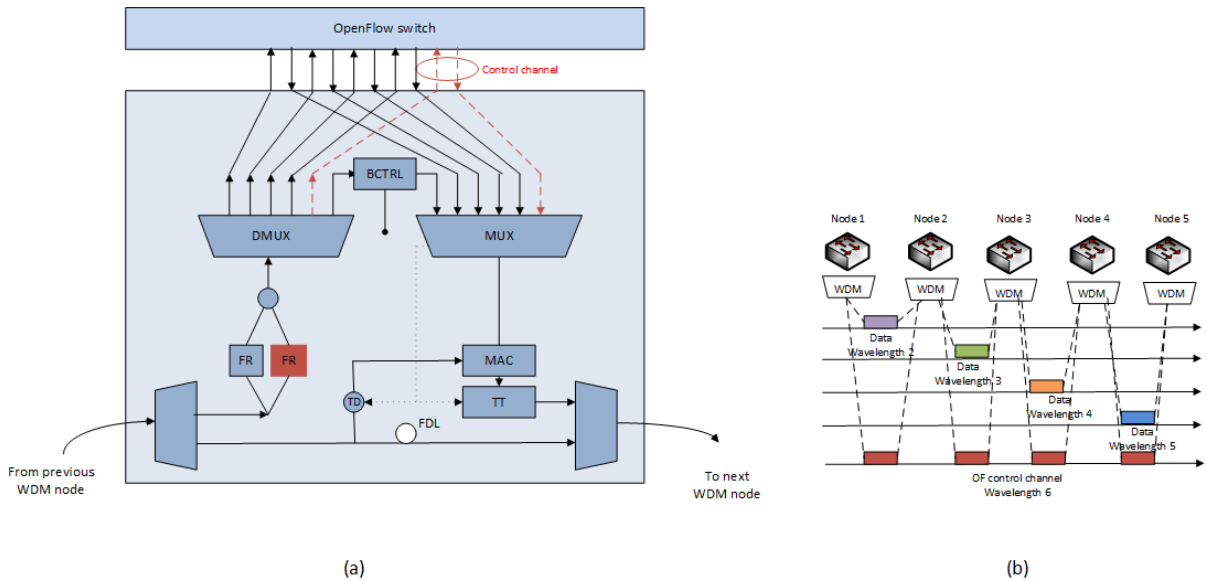 OpenFlow switch
Control channel
BCTRL
DMUX
MUX
FR
FR
MAC
TD
TT
FDL
From previous
WDM node
To next
WDM node
(a)
Node 1
Node 2
Node 3
Node 4
Node 5
WDM
WDM
WDM
WDM
WDM
Data
Wavelength 2
Data
Wavelength 3
Data
Wavelength 4
Data
Wavelength 5
OF control channel
Wavelength 6
(b)